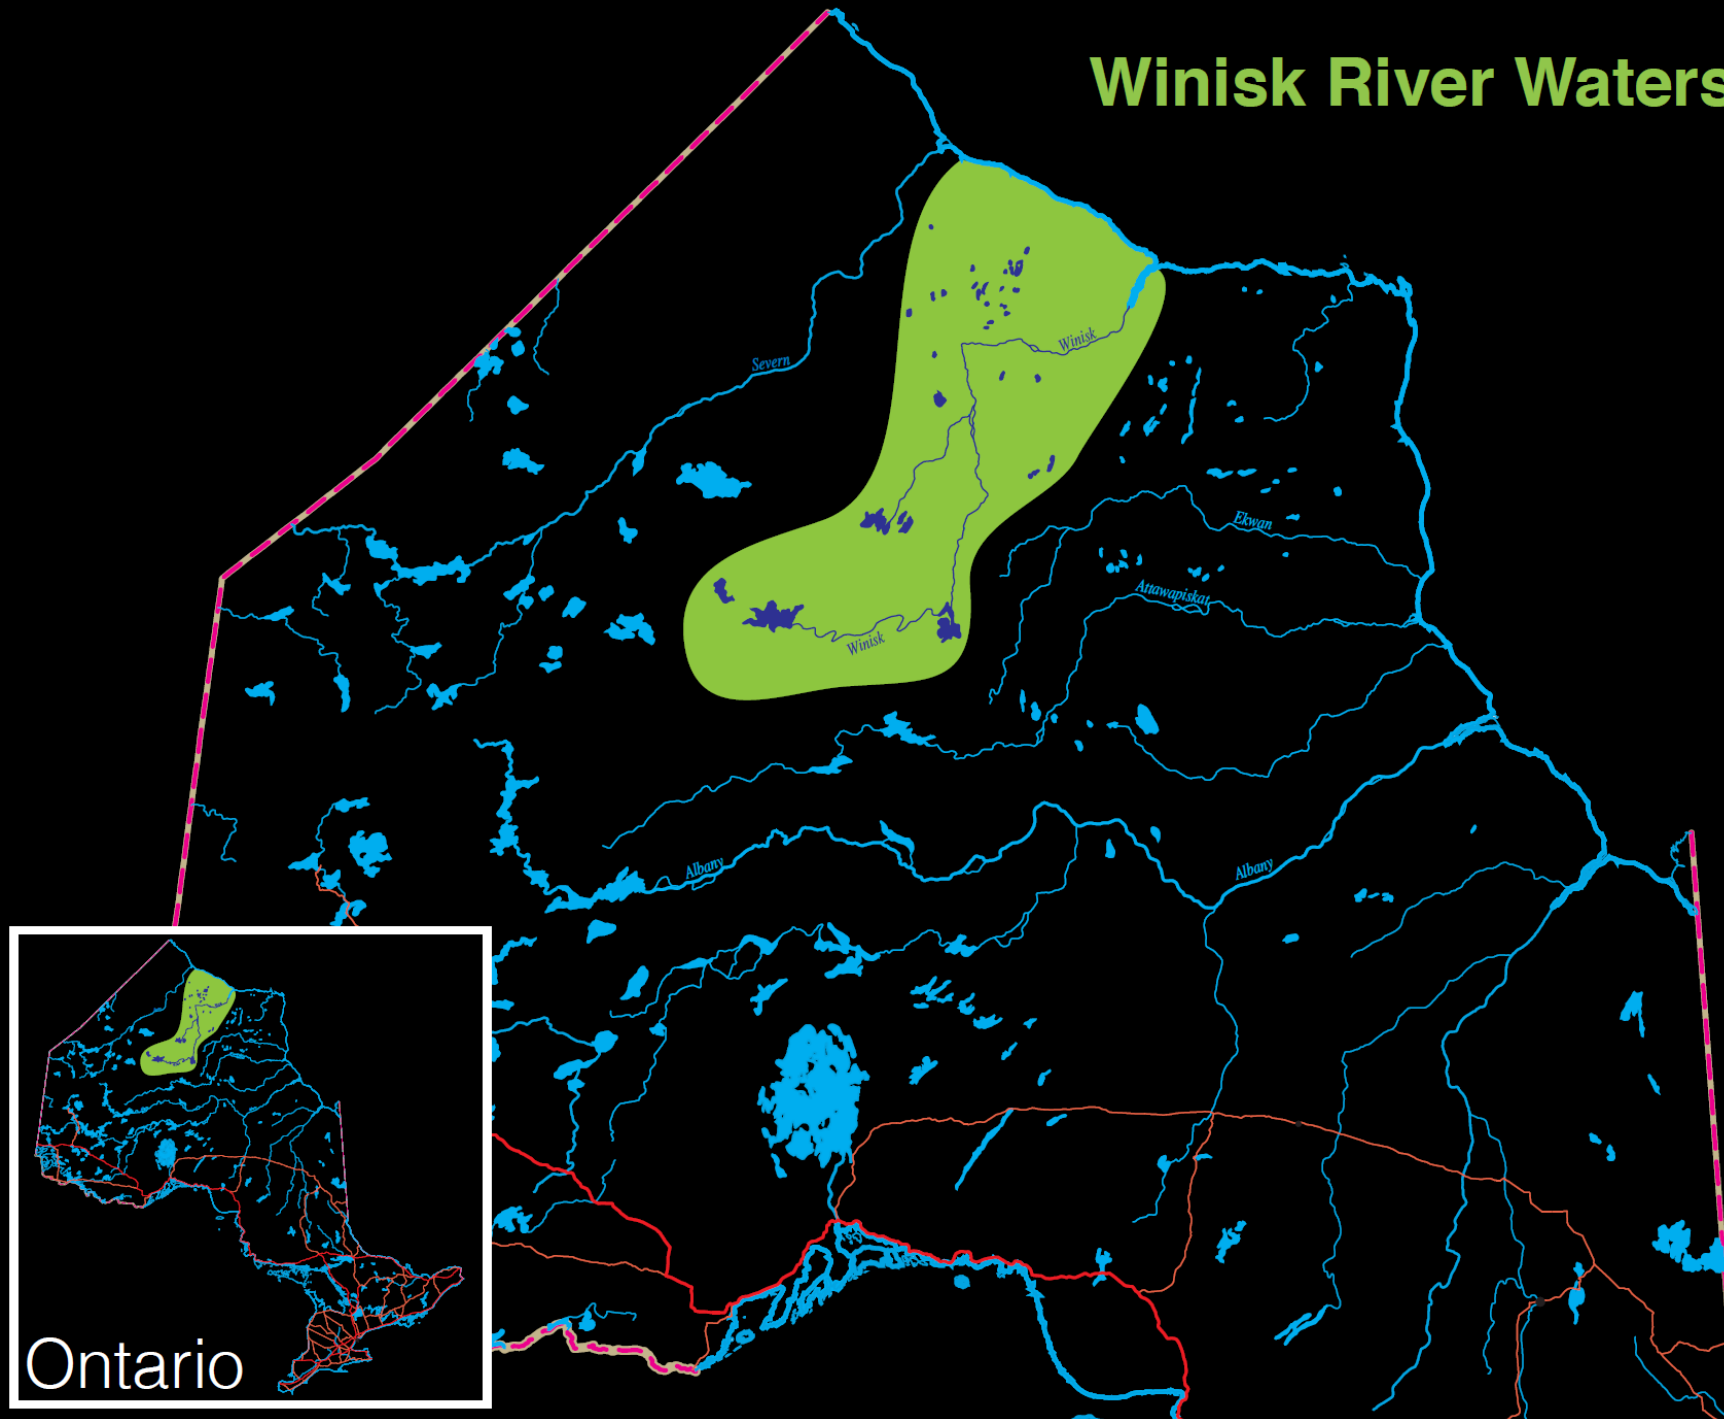 Winisk River Waters
Winisk
Severn
Ekwan
Attawapiskat
Winisk
Albany
Albany
Ontario